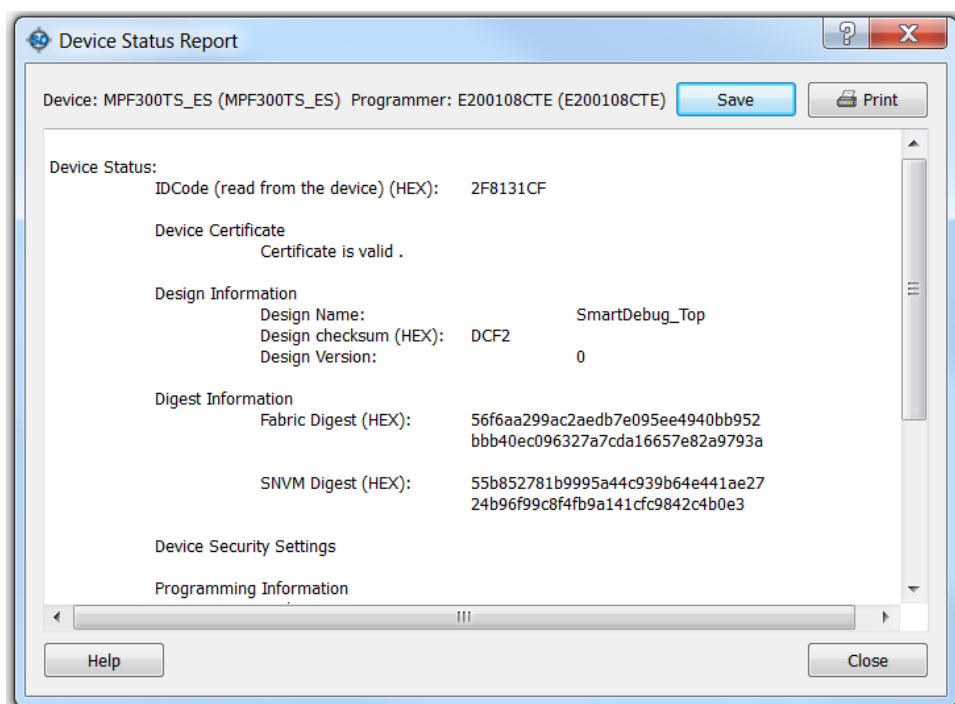 Device Status Report
Device: MPF300TS_ES (MPF300TS_ES) Programmer: E200108CTE (E200108CTE) Save Print
Device Status:
IDCode (read from the device) (HEX): 2F8131CF
Device Certificate
Certificate is valid .
Design Information
Design Name: SmartDebug_Top
Design checksum (HEX): DCF2
Design Version: 0
Digest Information
Fabric Digest (HEX): 56f6aa299ac2aedb7e095ee4940bb952
bbb40ec096327a7cda16657e82a9793a
SNVM Digest (HEX): 55b852781b9995a44c939b64e441ae27
24b96f99c8f4fb9a141cfc9842c4b0e3
Device Security Settings
Programming Information
Help Close